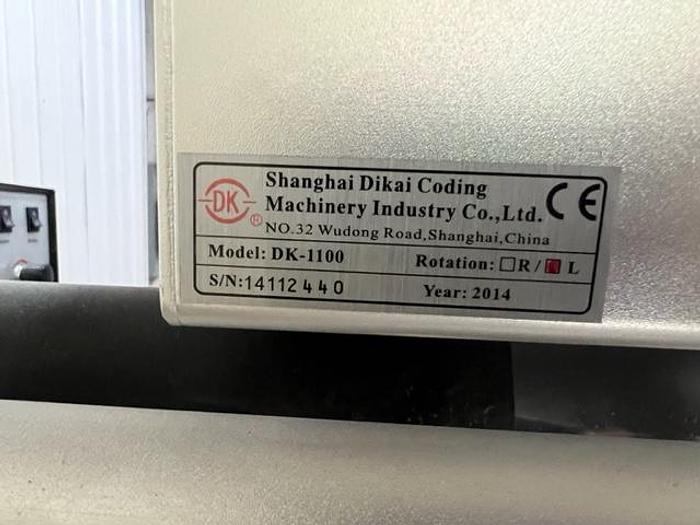 DK ®
Shanghai Dikai Coding
Machinery Industry Co.,Ltd. CE
NO.32 Wudong Road,Shanghai,China
Model: DK-1100 Rotation: □R/■L
S/N:14112440 Year: 2014